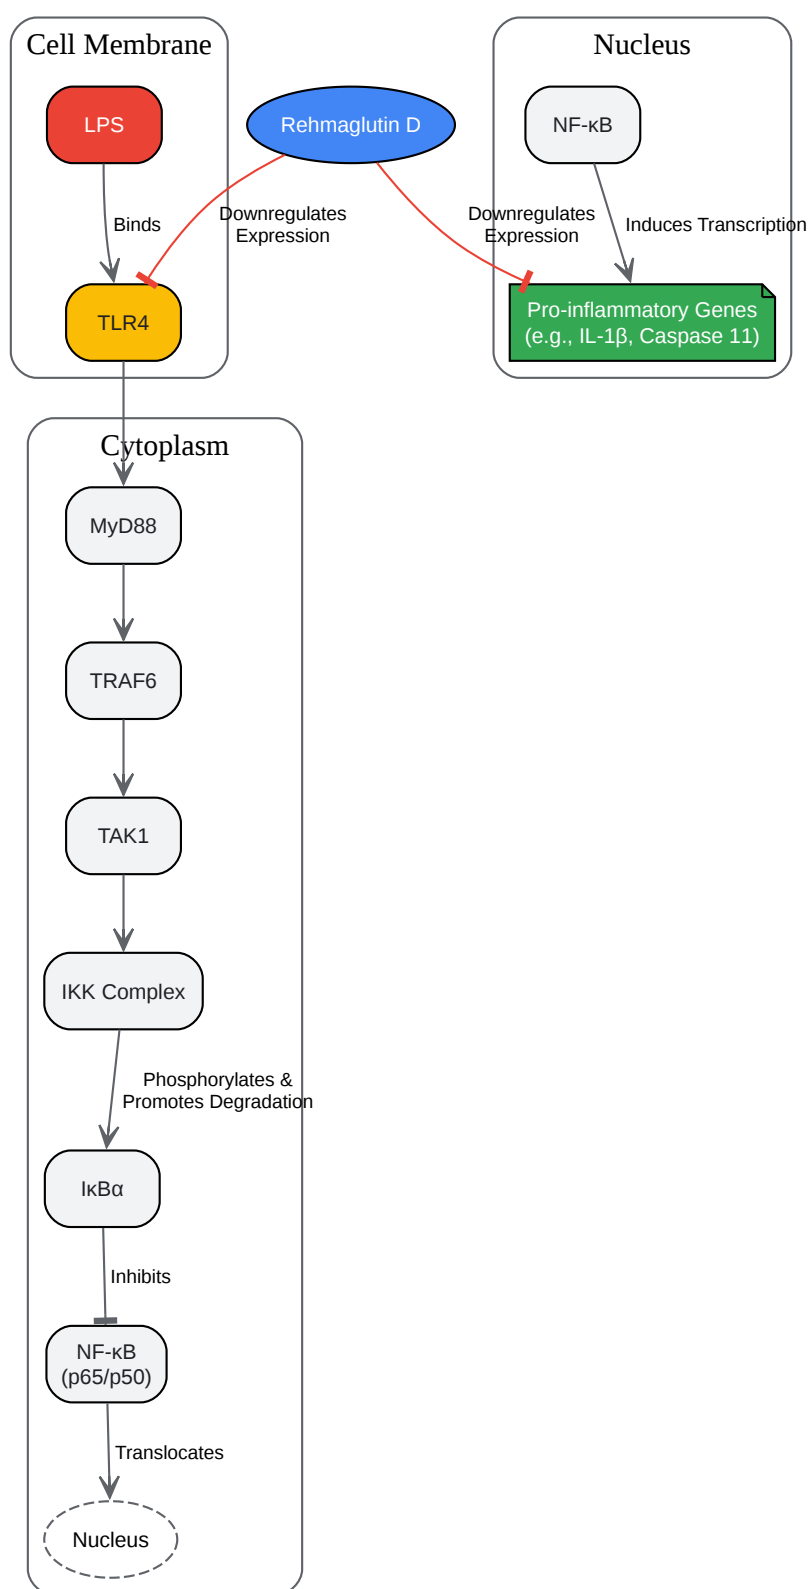 Cell Membrane
Nucleus
LPS
Rehmaglutin D
NF-κB
Binds
Downregulates
Expression
Downregulates
Expression
Induces Transcription
TLR4
Pro-inflammatory Genes
(e.g., IL-1β, Caspase 11)
Cytoplasm
MyD88
TRAF6
TAK1
IKK Complex
Phosphorylates &
Promotes Degradation
IκBα
Inhibits
NF-κB
(p65/p50)
Translocates
Nucleus